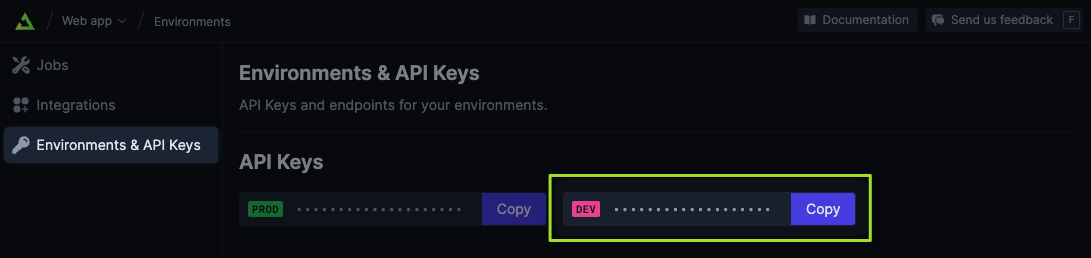 Web app
Environments
Documentation
Send us feedback F
Jobs
Integrations
Environments & API Keys
Environments & API Keys
API Keys and endpoints for your environments.
API Keys
PROD ••••••••••••••••••• Copy
DEV ••••••••••••••••••• Copy